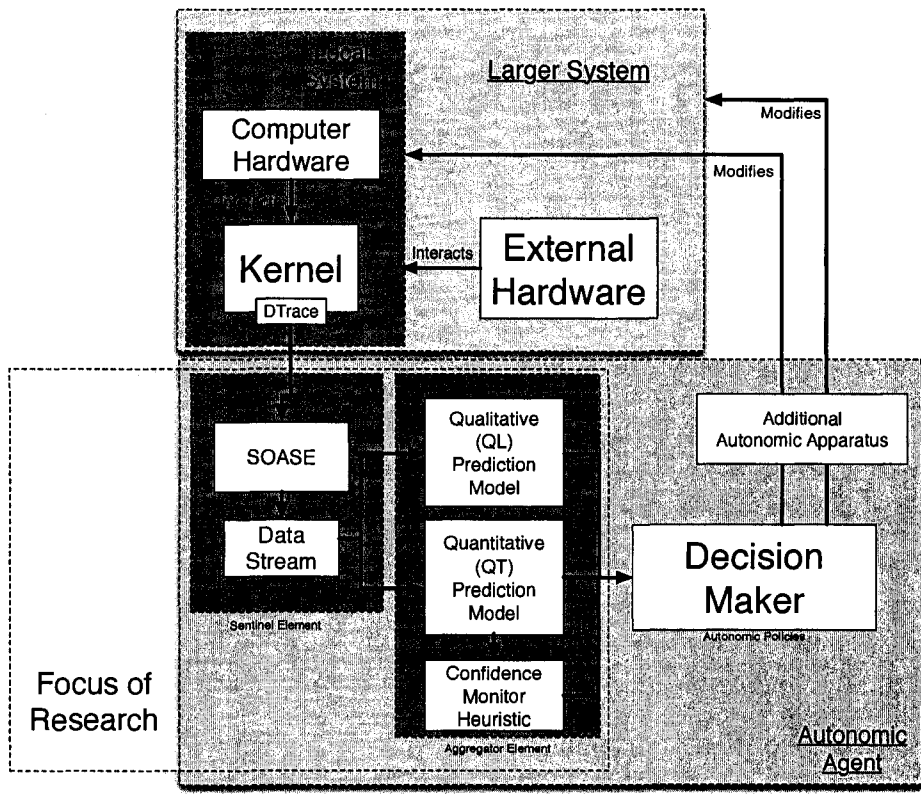 Local
System
Larger System
Modifies
Computer
Hardware
Modifies
Kernel
DTrace
Interacts
External
Hardware
SOASE
Data
Stream
Sentinel Element
Qualitative
(QL)
Prediction
Model
Quantitative
(QT)
Prediction
Model
Confidence
Monitor
Heuristic
Aggregator Element
Additional
Autonomic Apparatus
Decision
Maker
Autonomic Policies
Focus of
Research
Autonomic
Agent